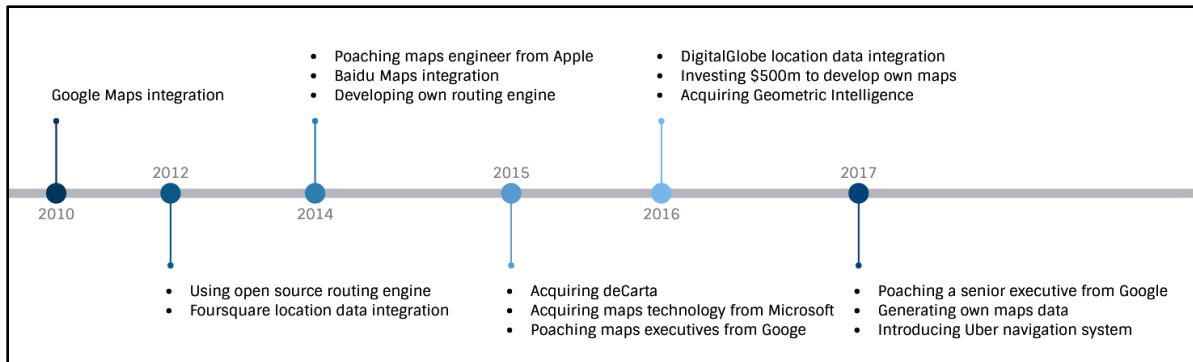 Google Maps integration
2010
2012
• Using open source routing engine
• Foursquare location data integration
• Poaching maps engineer from Apple
• Baidu Maps integration
• Developing own routing engine
2014
2015
• Acquiring deCarta
• Acquiring maps technology from Microsoft
• Poaching maps executives from Googe
• DigitalGlobe location data integration
• Investing $500m to develop own maps
• Acquiring Geometric Intelligence
2016
2017
• Poaching a senior executive from Google
• Generating own maps data
• Introducing Uber navigation system